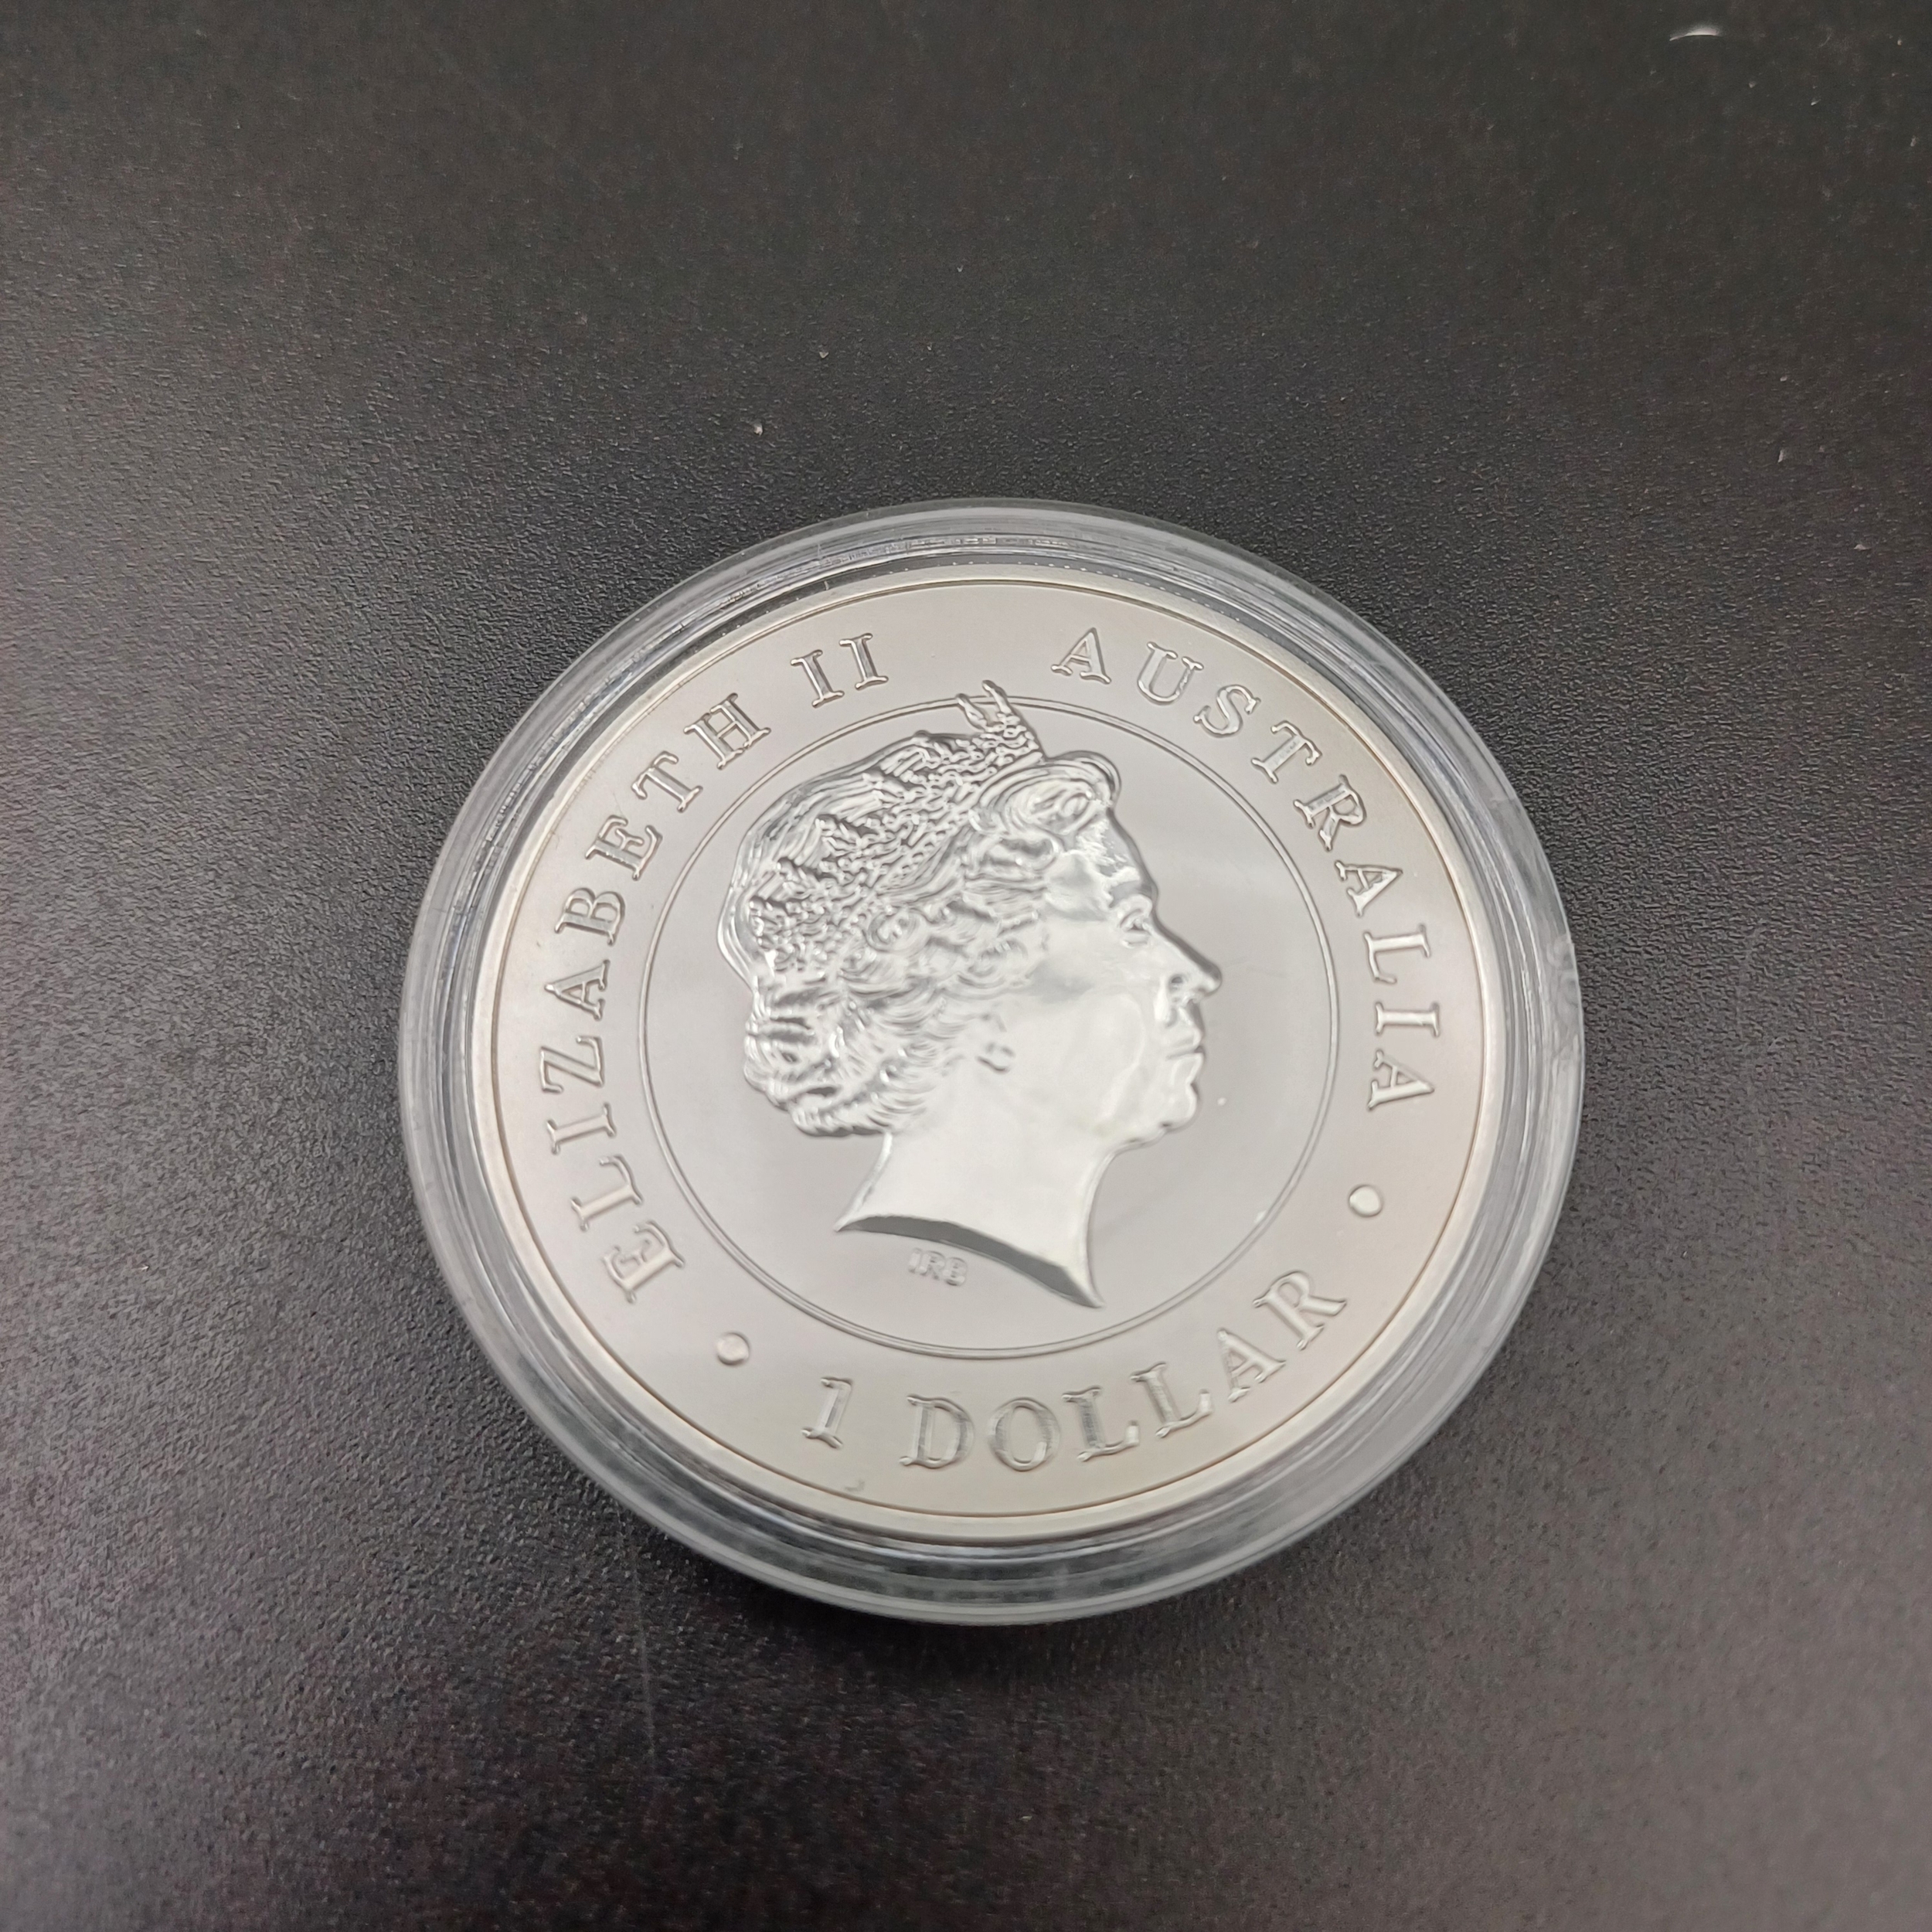 ELIZABETH II AUSTRALIA
IRB
• 1 DOLLAR •